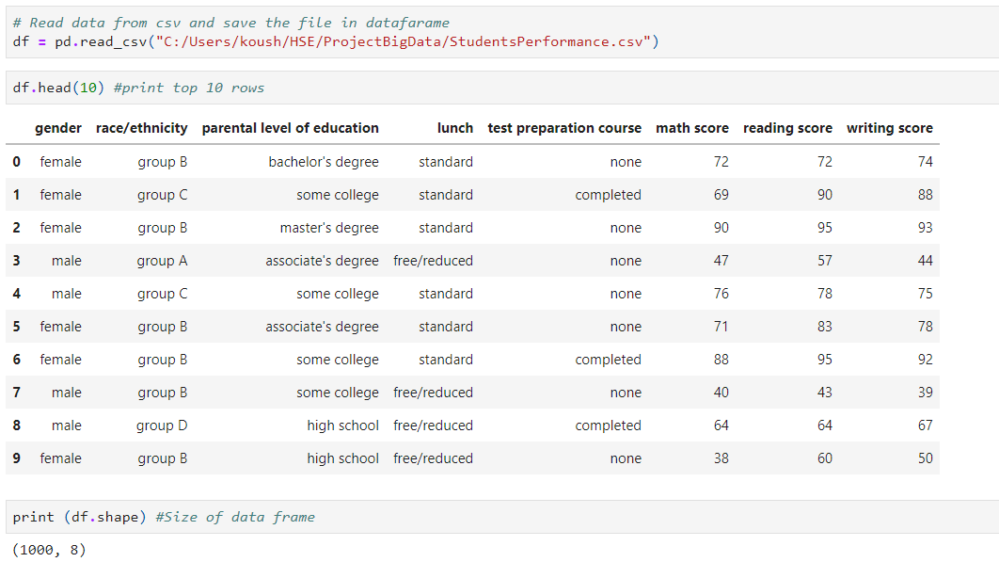 # Read data from csv and save the file in datafarame
df = pd.read_csv("C:/Users/koush/HSE/ProjectBigData/StudentsPerformance.csv")
df.head(10) #print top 10 rows
gender race/ethnicity parental level of education lunch test preparation course math score reading score writing score
0 female group B bachelor's degree standard none 72 72 74
1 female group C some college standard completed 69 90 88
2 female group B master's degree standard none 90 95 93
3 male group A associate's degree free/reduced none 47 57 44
4 male group C some college standard none 76 78 75
5 female group B associate's degree standard none 71 83 78
6 female group B some college standard completed 88 95 92
7 male group B some college free/reduced none 40 43 39
8 male group D high school free/reduced completed 64 64 67
9 female group B high school free/reduced none 38 60 50
print (df.shape) #Size of data frame
(1000, 8)